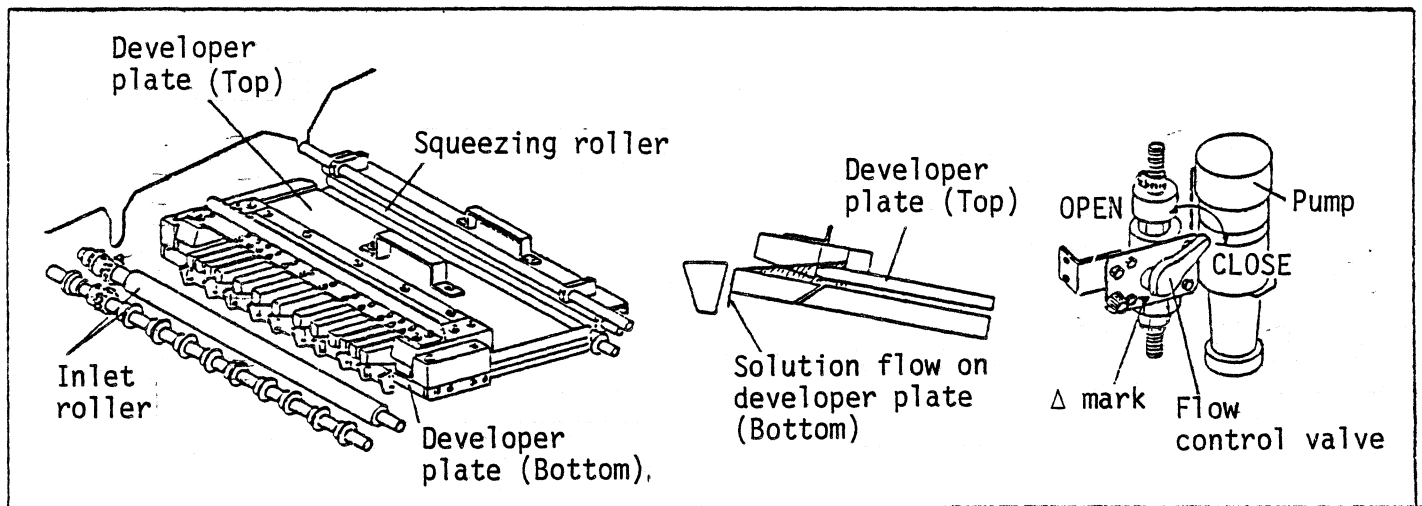 Developer
plate (Top)
Squeezing roller
Inlet
roller
Developer
plate (Bottom)
Developer
plate (Top)
Solution flow on
developer plate
(Bottom)
OPEN
Pump
CLOSE
Δ mark
Flow
control valve